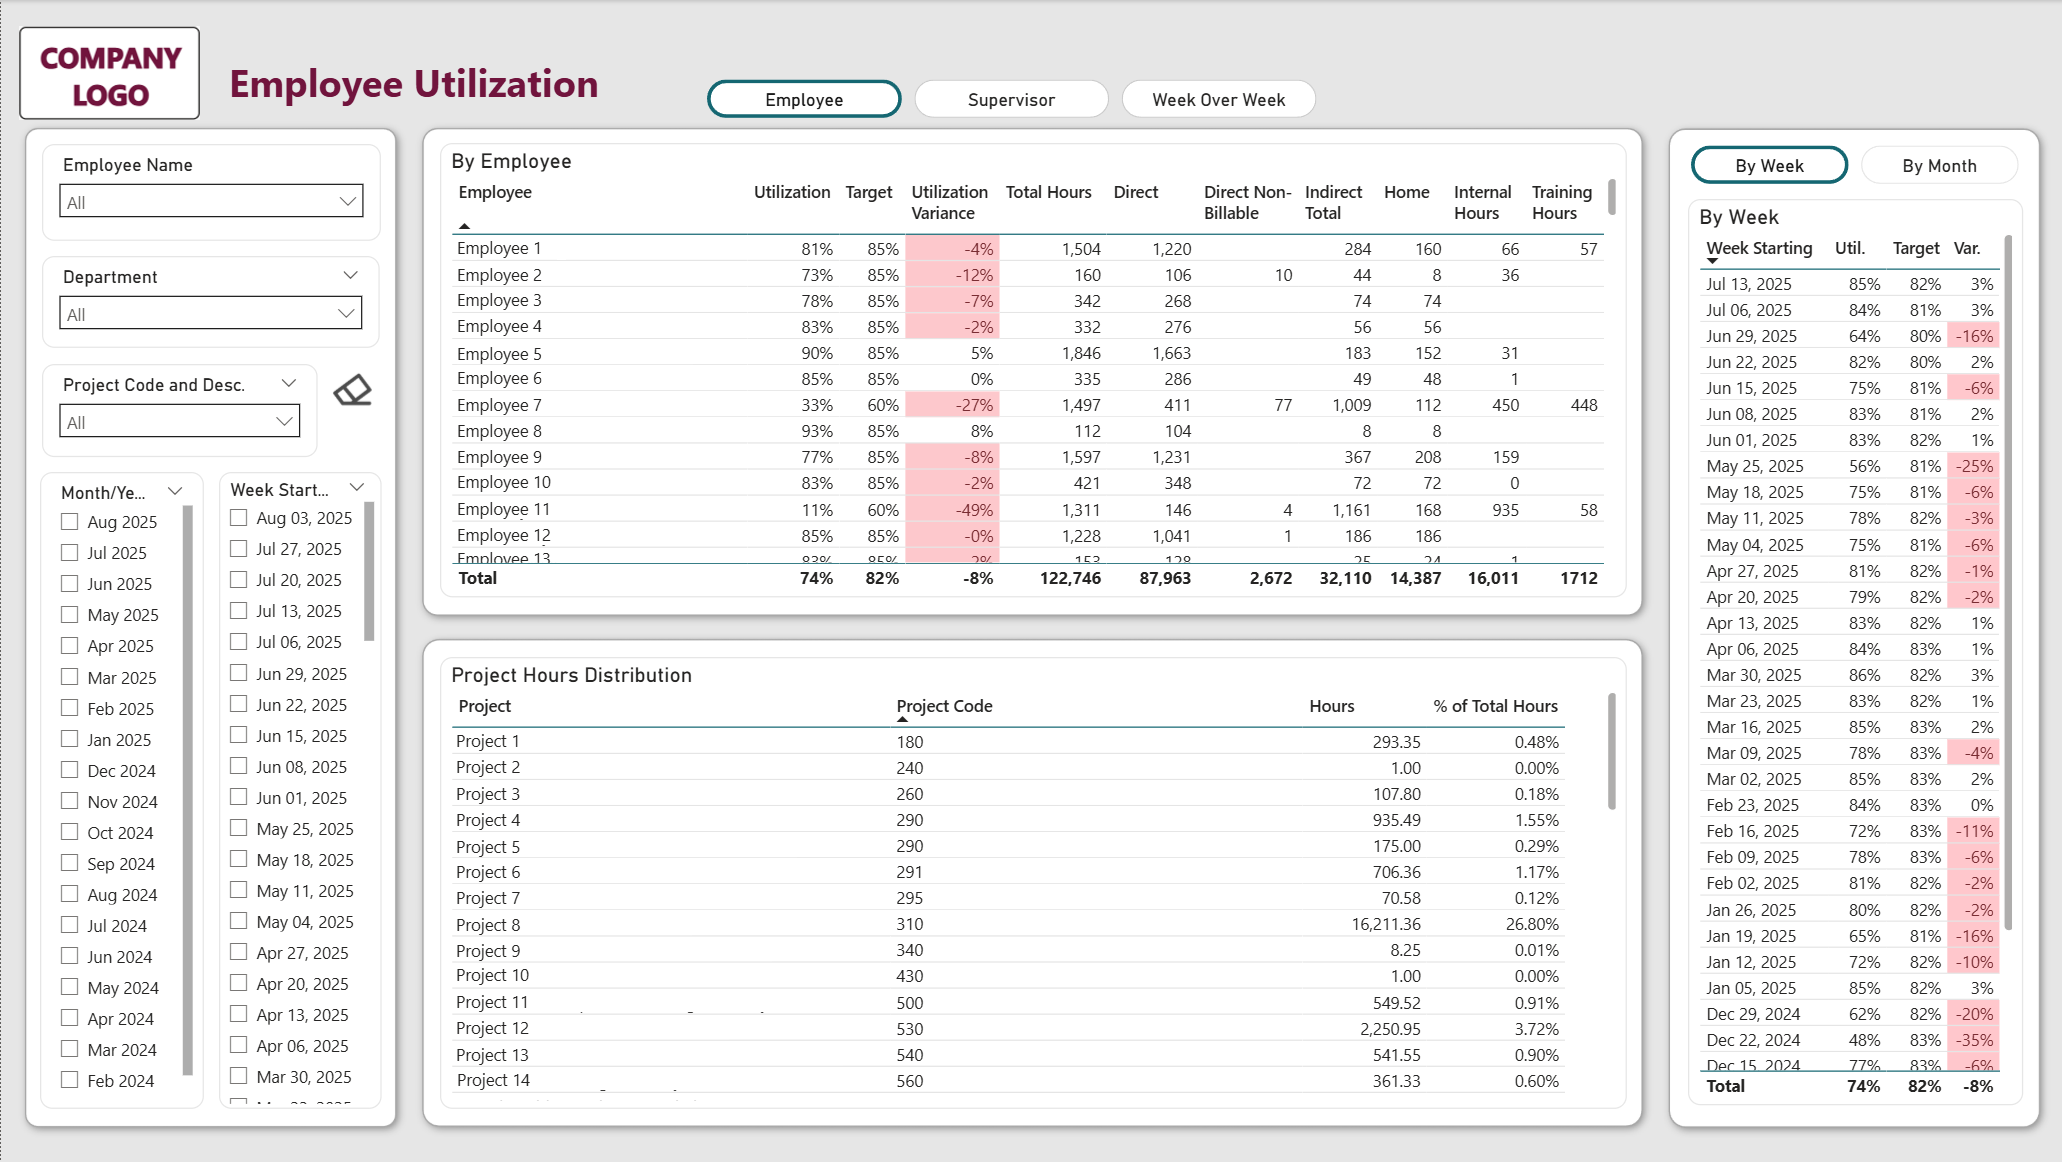 COMPANY
LOGO
Employee Utilization
Employee
Supervisor
Week Over Week
Employee Name
All
Department
All
Project Code and Desc.
All
Month/Ye...
Aug 2025
Jul 2025
Jun 2025
May 2025
Apr 2025
Mar 2025
Feb 2025
Jan 2025
Dec 2024
Nov 2024
Oct 2024
Sep 2024
Aug 2024
Jul 2024
Jun 2024
May 2024
Apr 2024
Mar 2024
Feb 2024
Week Start...
Aug 03, 2025
Jul 27, 2025
Jul 20, 2025
Jul 13, 2025
Jul 06, 2025
Jun 29, 2025
Jun 22, 2025
Jun 15, 2025
Jun 08, 2025
Jun 01, 2025
May 25, 2025
May 18, 2025
May 11, 2025
May 04, 2025
Apr 27, 2025
Apr 20, 2025
Apr 13, 2025
Apr 06, 2025
Mar 30, 2025
By Employee
Employee Utilization Target Utilization Variance Total Hours Direct Direct Non-Billable Indirect Total Home Internal Hours Training Hours
Employee 1 81% 85% -4% 1,504 1,220 284 160 66 57
Employee 2 73% 85% -12% 160 106 10 44 8 36
Employee 3 78% 85% -7% 342 268 74 74
Employee 4 83% 85% -2% 332 276 56 56
Employee 5 90% 85% 5% 1,846 1,663 183 152 31
Employee 6 85% 85% 0% 335 286 49 48 1
Employee 7 33% 60% -27% 1,497 411 77 1,009 112 450 448
Employee 8 93% 85% 8% 112 104 8 8
Employee 9 77% 85% -8% 1,597 1,231 367 208 159
Employee 10 83% 85% -2% 421 348 72 72 0
Employee 11 11% 60% -49% 1,311 146 4 1,161 168 935 58
Employee 12 85% 85% -0% 1,228 1,041 1 186 186
Employee 13 83% 85% -2% 153 128 25 24 1
Total 74% 82% -8% 122,746 87,963 2,672 32,110 14,387 16,011 1712
Project Hours Distribution
Project Project Code Hours % of Total Hours
Project 1 180 293.35 0.48%
Project 2 240 1.00 0.00%
Project 3 260 107.80 0.18%
Project 4 290 935.49 1.55%
Project 5 290 175.00 0.29%
Project 6 291 706.36 1.17%
Project 7 295 70.58 0.12%
Project 8 310 16,211.36 26.80%
Project 9 340 8.25 0.01%
Project 10 430 1.00 0.00%
Project 11 500 549.52 0.91%
Project 12 530 2,250.95 3.72%
Project 13 540 541.55 0.90%
Project 14 560 361.33 0.60%
By Week
By Month
By Week
Week Starting Util. Target Var.
Jul 13, 2025 85% 82% 3%
Jul 06, 2025 84% 81% 3%
Jun 29, 2025 64% 80% -16%
Jun 22, 2025 82% 80% 2%
Jun 15, 2025 75% 81% -6%
Jun 08, 2025 83% 81% 2%
Jun 01, 2025 83% 82% 1%
May 25, 2025 56% 81% -25%
May 18, 2025 75% 81% -6%
May 11, 2025 78% 82% -3%
May 04, 2025 75% 81% -6%
Apr 27, 2025 81% 82% -1%
Apr 20, 2025 79% 82% -2%
Apr 13, 2025 83% 82% 1%
Apr 06, 2025 84% 83% 1%
Mar 30, 2025 86% 82% 3%
Mar 23, 2025 83% 82% 1%
Mar 16, 2025 85% 83% 2%
Mar 09, 2025 78% 83% -4%
Mar 02, 2025 85% 83% 2%
Feb 23, 2025 84% 83% 0%
Feb 16, 2025 72% 83% -11%
Feb 09, 2025 78% 83% -6%
Feb 02, 2025 81% 82% -2%
Jan 26, 2025 80% 82% -2%
Jan 19, 2025 65% 81% -16%
Jan 12, 2025 72% 82% -10%
Jan 05, 2025 85% 82% 3%
Dec 29, 2024 62% 82% -20%
Dec 22, 2024 48% 83% -35%
Dec 15, 2024 77% 83% -6%
Total 74% 82% -8%